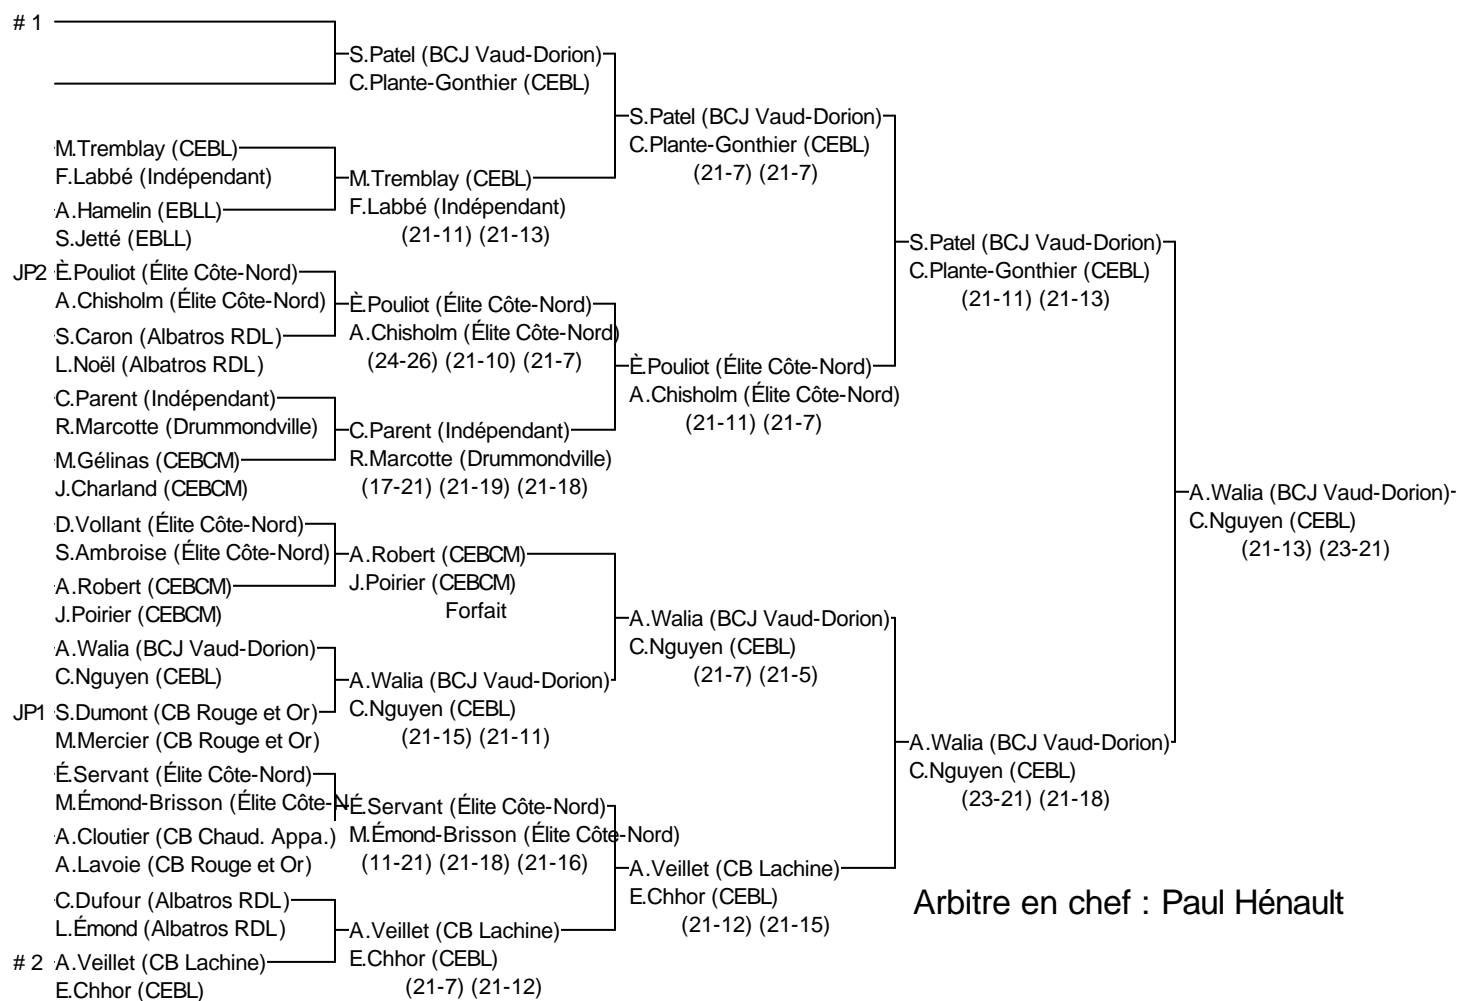 # 1
S.Patel (BCJ Vaud-Dorion)
C.Plante-Gonthier (CEBL)
S.Patel (BCJ Vaud-Dorion)
C.Plante-Gonthier (CEBL)
(21-7) (21-7)
M.Tremblay (CEBL)
F.Labbé (Indépendant)
M.Tremblay (CEBL)
F.Labbé (Indépendant)
(21-11) (21-13)
A.Hamelin (EBLL)
S.Jetté (EBLL)
S.Patel (BCJ Vaud-Dorion)
C.Plante-Gonthier (CEBL)
(21-11) (21-13)
JP2 È.Pouliot (Élite Côte-Nord)
A.Chisholm (Élite Côte-Nord)
È.Pouliot (Élite Côte-Nord)
A.Chisholm (Élite Côte-Nord)
(24-26) (21-10) (21-7)
S.Caron (Albatros RDL)
L.Noël (Albatros RDL)
È.Pouliot (Élite Côte-Nord)
A.Chisholm (Élite Côte-Nord)
(21-11) (21-7)
C.Parent (Indépendant)
R.Marcotte (Drummondville)
C.Parent (Indépendant)
R.Marcotte (Drummondville)
(17-21) (21-19) (21-18)
M.Gélinas (CEBCM)
J.Charland (CEBCM)
A.Walia (BCJ Vaud-Dorion)
C.Nguyen (CEBL)
(21-13) (23-21)
D.Vollant (Élite Côte-Nord)
S.Ambroise (Élite Côte-Nord)
A.Robert (CEBCM)
J.Poirier (CEBCM)
Forfait
A.Robert (CEBCM)
J.Poirier (CEBCM)
A.Walia (BCJ Vaud-Dorion)
C.Nguyen (CEBL)
(21-7) (21-5)
A.Walia (BCJ Vaud-Dorion)
C.Nguyen (CEBL)
A.Walia (BCJ Vaud-Dorion)
C.Nguyen (CEBL)
(21-15) (21-11)
JP1 S.Dumont (CB Rouge et Or)
M.Mercier (CB Rouge et Or)
A.Walia (BCJ Vaud-Dorion)
C.Nguyen (CEBL)
(23-21) (21-18)
É.Servant (Élite Côte-Nord)
M.Émond-Brisson (Élite Côte-N
É.Servant (Élite Côte-Nord)
M.Émond-Brisson (Élite Côte-Nord)
(11-21) (21-18) (21-16)
A.Cloutier (CB Chaud. Appa.)
A.Lavoie (CB Rouge et Or)
A.Veillet (CB Lachine)
E.Chhor (CEBL)
(21-12) (21-15)
C.Dufour (Albatros RDL)
L.Émond (Albatros RDL)
A.Veillet (CB Lachine)
E.Chhor (CEBL)
(21-7) (21-12)
# 2 A.Veillet (CB Lachine)
E.Chhor (CEBL)
Arbitre en chef : Paul Hénault